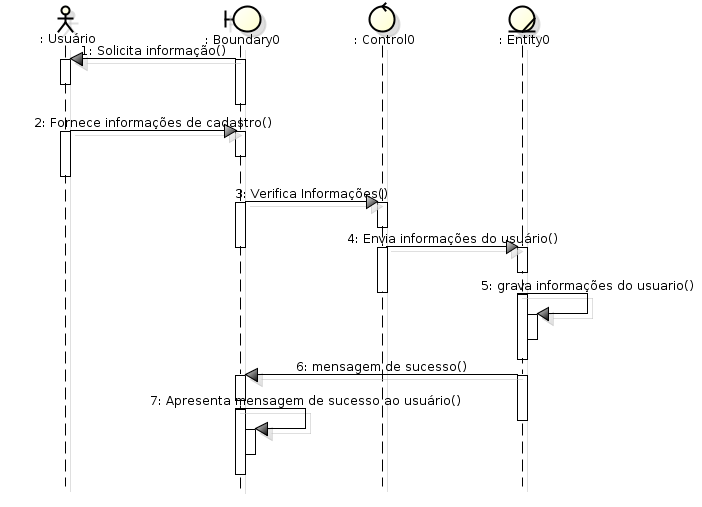 : Usuário
: Boundary0
: Control0
: Entity0
1: Solicita informação()
2: Fornece informações de cadastro()
3: Verifica Informações()
4: Envia informações do usuário()
5: grava informações do usuario()
6: mensagem de sucesso()
7: Apresenta mensagem de sucesso ao usuário()